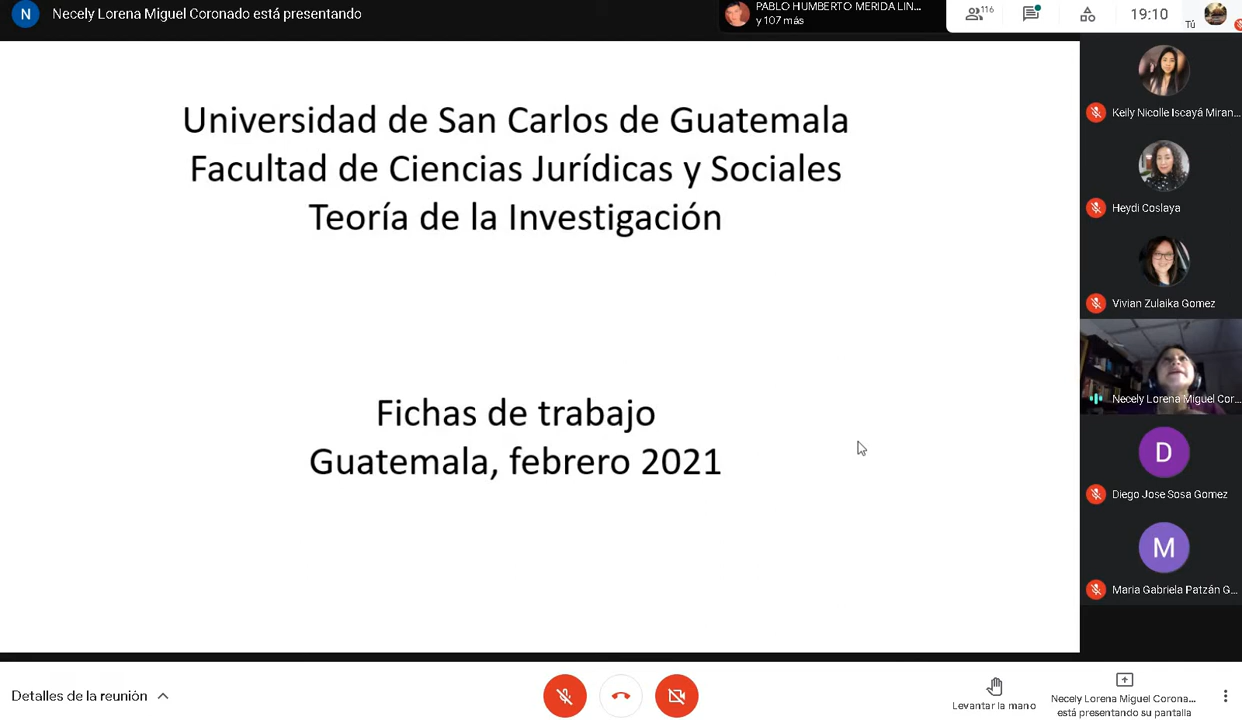 N
Necely Lorena Miguel Coronado está presentando
PABLO HUMBERTO MERIDA LIN...
y 107 más
116
19:10
Tú
Universidad de San Carlos de Guatemala
Facultad de Ciencias Jurídicas y Sociales
Teoría de la Investigación
Fichas de trabajo
Guatemala, febrero 2021
Keily Nicolle Iscayá Miran...
Heydi Coslaya
Vivian Zulaika Gomez
Necely Lorena Miguel Cor...
D
Diego Jose Sosa Gomez
M
Maria Gabriela Patzán G...
Detalles de la reunión
Levantar la mano
Necely Lorena Miguel Corona...
está presentando su pantalla